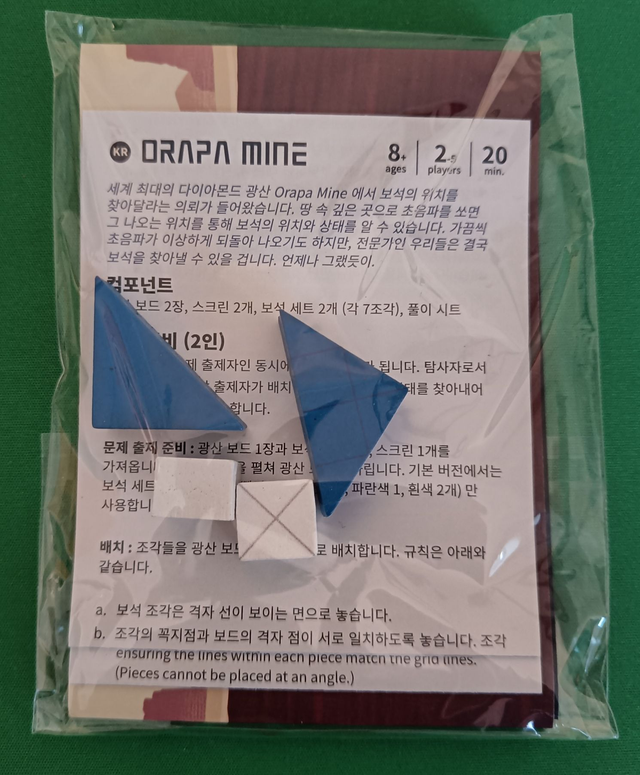 KR ORAPA MINE
8+ ages 2-5 players 20 min.
세계 최대의 다이아몬드 광산 Orapa Mine 에서 보석의 위치를
찾아달라는 의뢰가 들어왔습니다. 땅 속 깊은 곳으로 초음파를 쏘면
그 나오는 위치를 통해 보석의 위치와 상태를 알 수 있습니다. 가끔씩
초음파가 이상하게 되돌아 나오기도 하지만, 전문가인 우리들은 결국
보석을 찾아낼 수 있을 겁니다. 언제나 그랬듯이.
컴포넌트
보드 2장, 스크린 2개, 보석 세트 2개 (각 7조각), 풀이 시트
비 (2인)
제 출제자인 동시에 됩니다. 탐사자로서
출제자가 배치 태를 찾아내어
합니다.
문제 출제 준비 : 광산 보드 1장과 보석 스크린 1개를
가져옵니 을 펼쳐 광산 립니다. 기본 버전에서는
보석 세트 파란색 1, 흰색 2개) 만
사용합니
배치 : 조각들을 광산 보드 로 배치합니다. 규칙은 아래와
같습니다.
a. 보석 조각은 격자 선이 보이는 면으로 놓습니다.
b. 조각의 꼭지점과 보드의 격자 점이 서로 일치하도록 놓습니다. 조각
ensuring the lines within each piece match the grid lines.
(Pieces cannot be placed at an angle.)